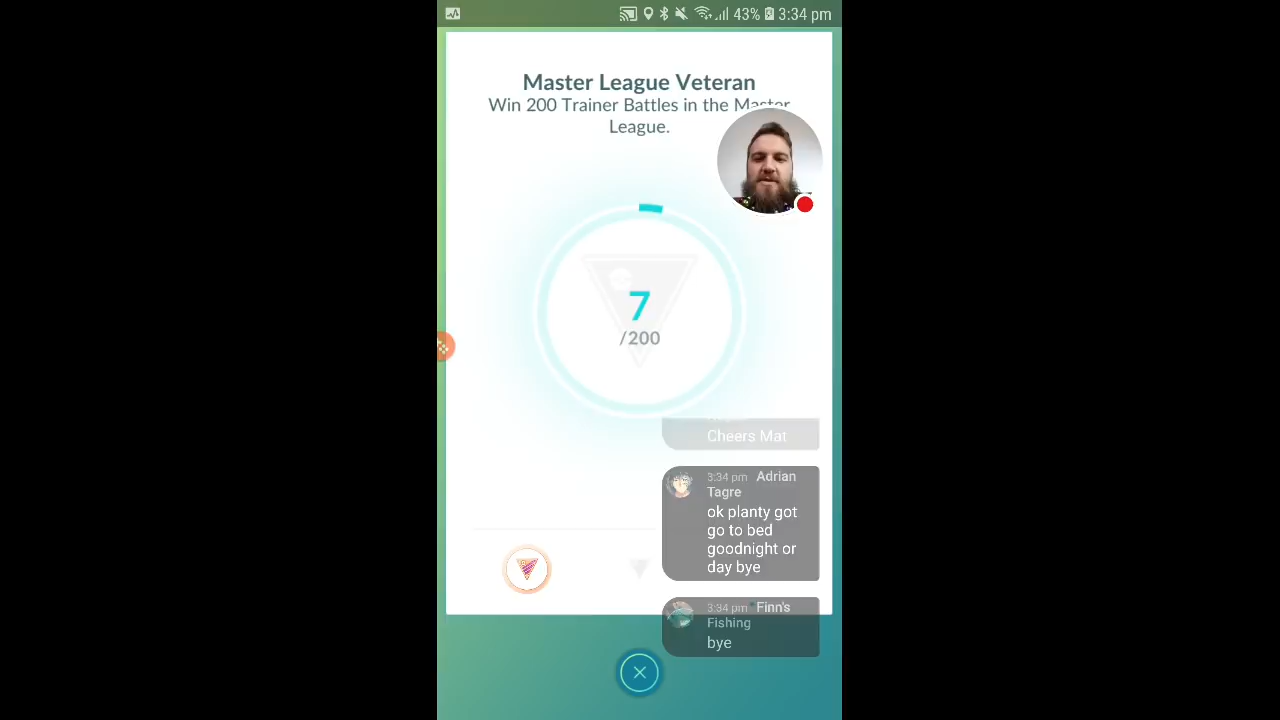 43% 3:34 pm
Master League Veteran
Win 200 Trainer Battles in the Master
League.
7
/200
Cheers Mat
3:34 pm Adrian
Tagre
ok planty got
go to bed
goodnight or
day bye
3:34 pm Finn's
Fishing
bye